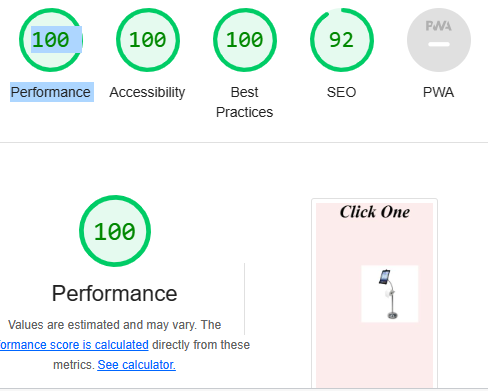 100
100
100
92
PWA
Performance
Accessibility
Best
Practices
SEO
PWA
100
Performance
Values are estimated and may vary. The
formance score is calculated directly from these
metrics. See calculator.
Click One